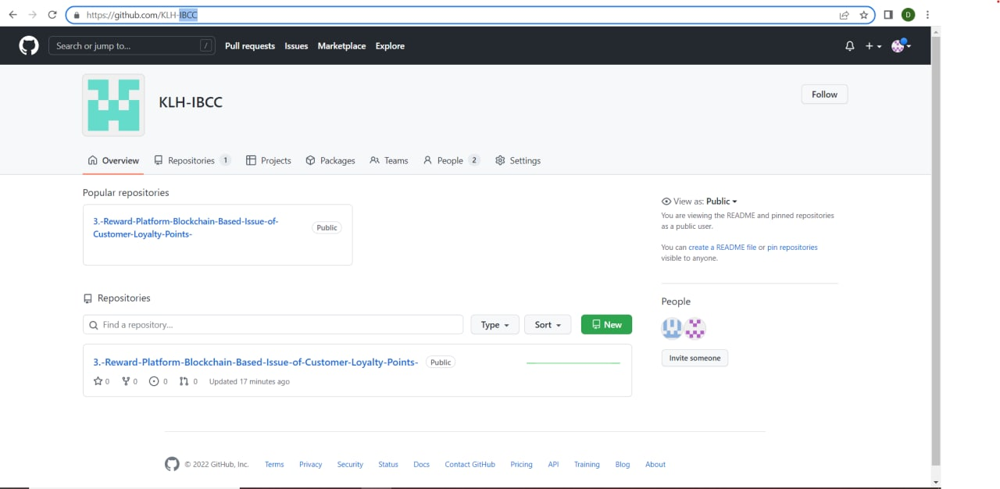 https://github.com/KLH-IBCC
D
Search or jump to... / Pull requests Issues Marketplace Explore
KLH-IBCC
Follow
Overview Repositories 1 Projects Packages Teams People 2 Settings
Popular repositories
3.-Reward-Platform-Blockchain-Based-Issue-of-
Customer-Loyalty-Points-
Public
View as: Public
You are viewing the README and pinned repositories
as a public user.
You can create a README file or pin repositories
visible to anyone.
Repositories
Find a repository...
Type Sort New
3.-Reward-Platform-Blockchain-Based-Issue-of-Customer-Loyalty-Points- Public
0 0 0 0 Updated 17 minutes ago
People
Invite someone
© 2022 GitHub, Inc. Terms Privacy Security Status Docs Contact GitHub Pricing API Training Blog About